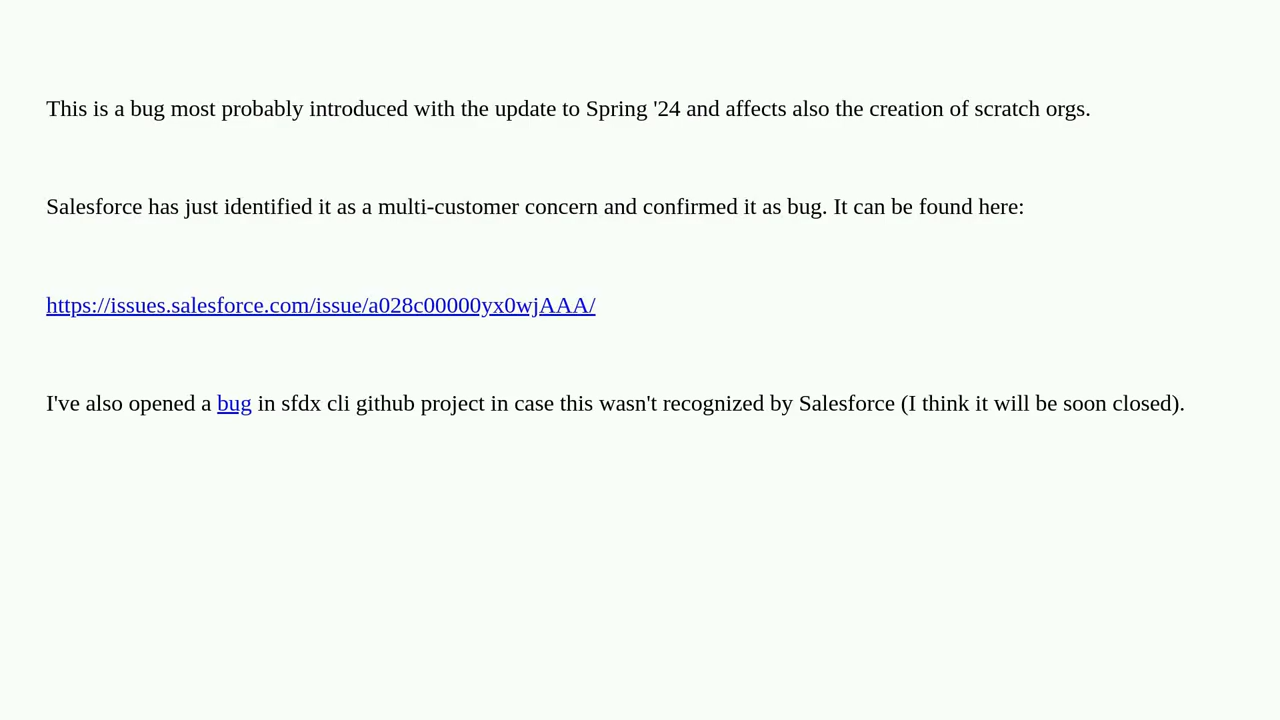 This is a bug most probably introduced with the update to Spring '24 and affects also the creation of scratch orgs.
Salesforce has just identified it as a multi-customer concern and confirmed it as bug. It can be found here:
https://issues.salesforce.com/issue/a028c00000yx0wjAAA/
I've also opened a bug in sfdx cli github project in case this wasn't recognized by Salesforce (I think it will be soon closed).